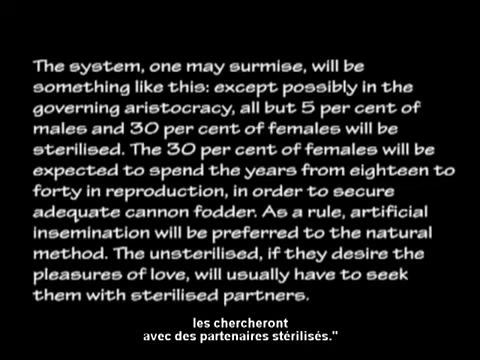 The system, one may surmise, will be
something like this: except possibly in the
governing aristocracy, all but 5 per cent of
males and 30 per cent of females will be
sterilised. The 30 per cent of females will be
expected to spend the years from eighteen to
forty in reproduction, in order to secure
adequate cannon fodder. As a rule, artificial
insemination will be preferred to the natural
method. The unsterilised, if they desire the
pleasures of love, will usually have to seek
them with sterilised partners.
les chercheront
avec des partenaires stérilisés."